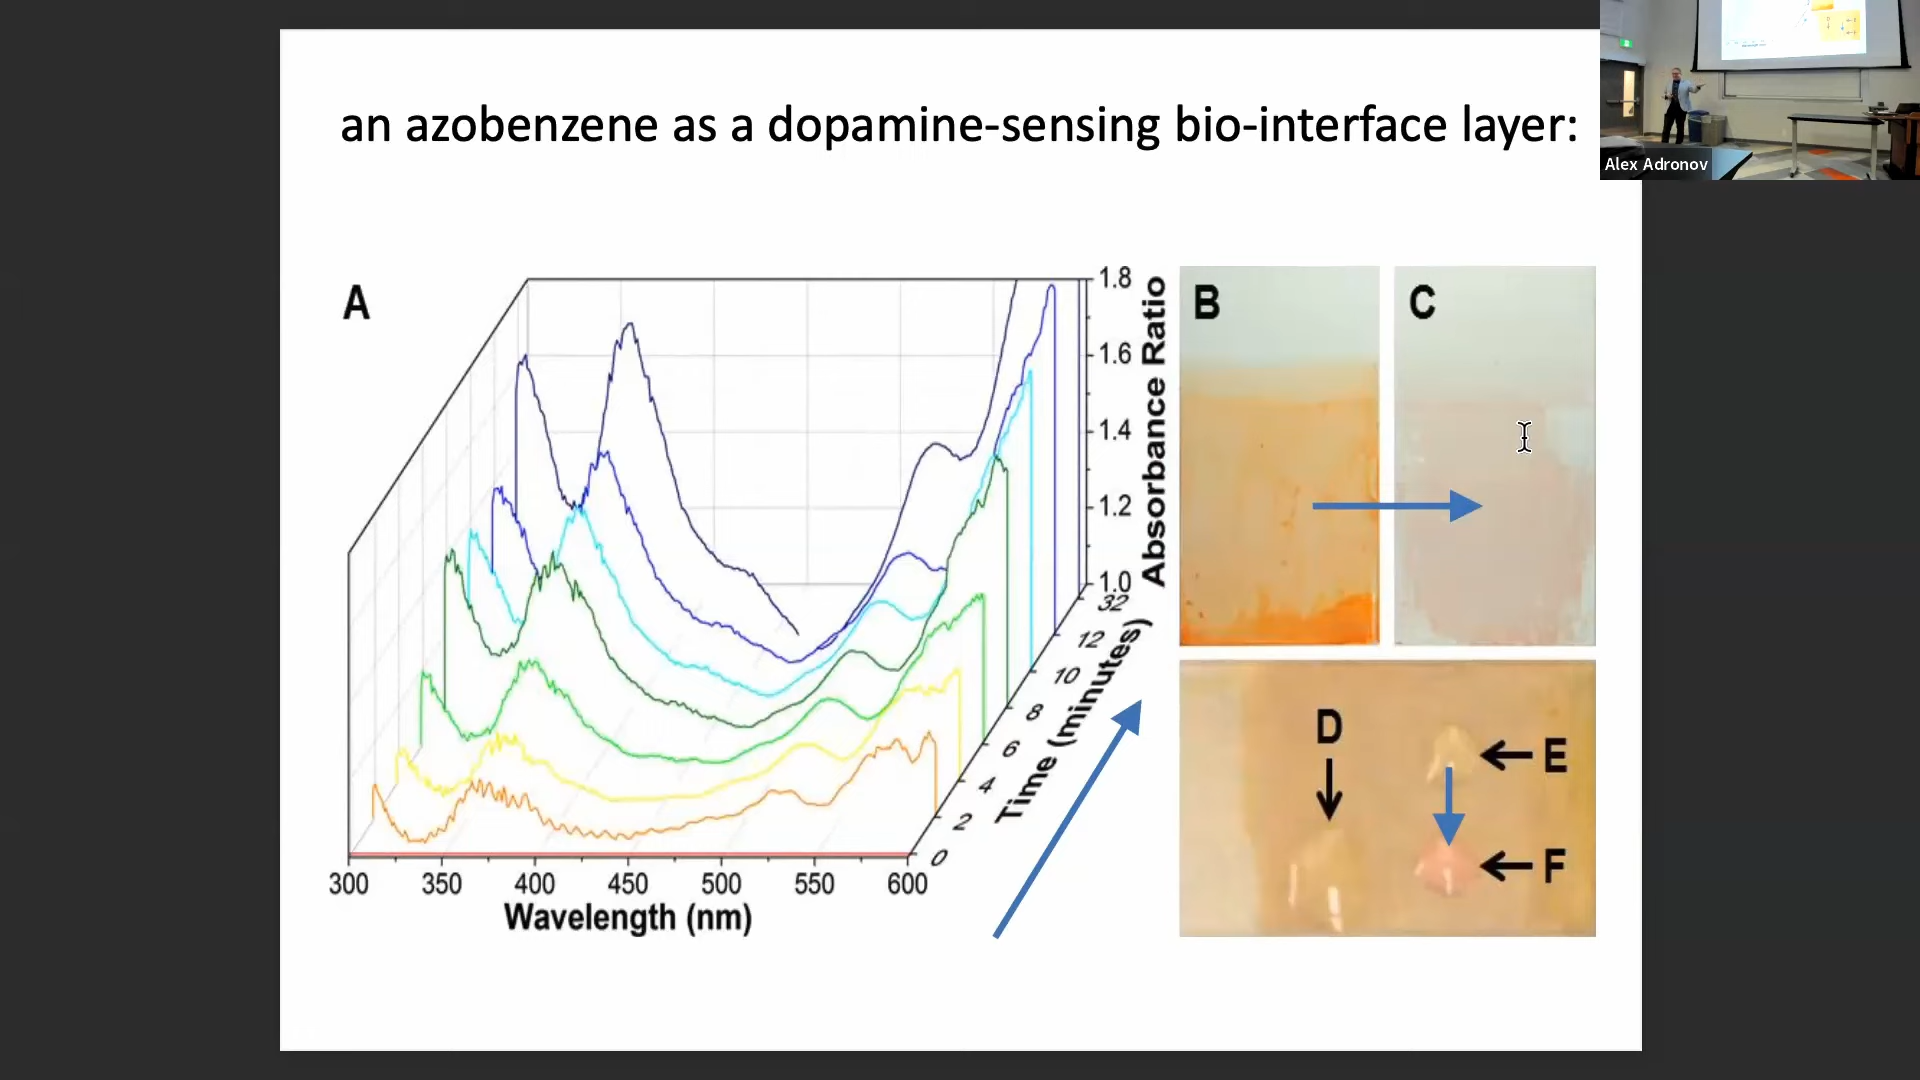 an azobenzene as a dopamine-sensing bio-interface layer:
Alex Adronov
A
1.8
1.6
1.4
1.2
1.0
Absorbance Ratio
32
12
10
8
6
4
2
0
Time (minutes)
300 350 400 450 500 550 600
Wavelength (nm)
B
C
D
E
F